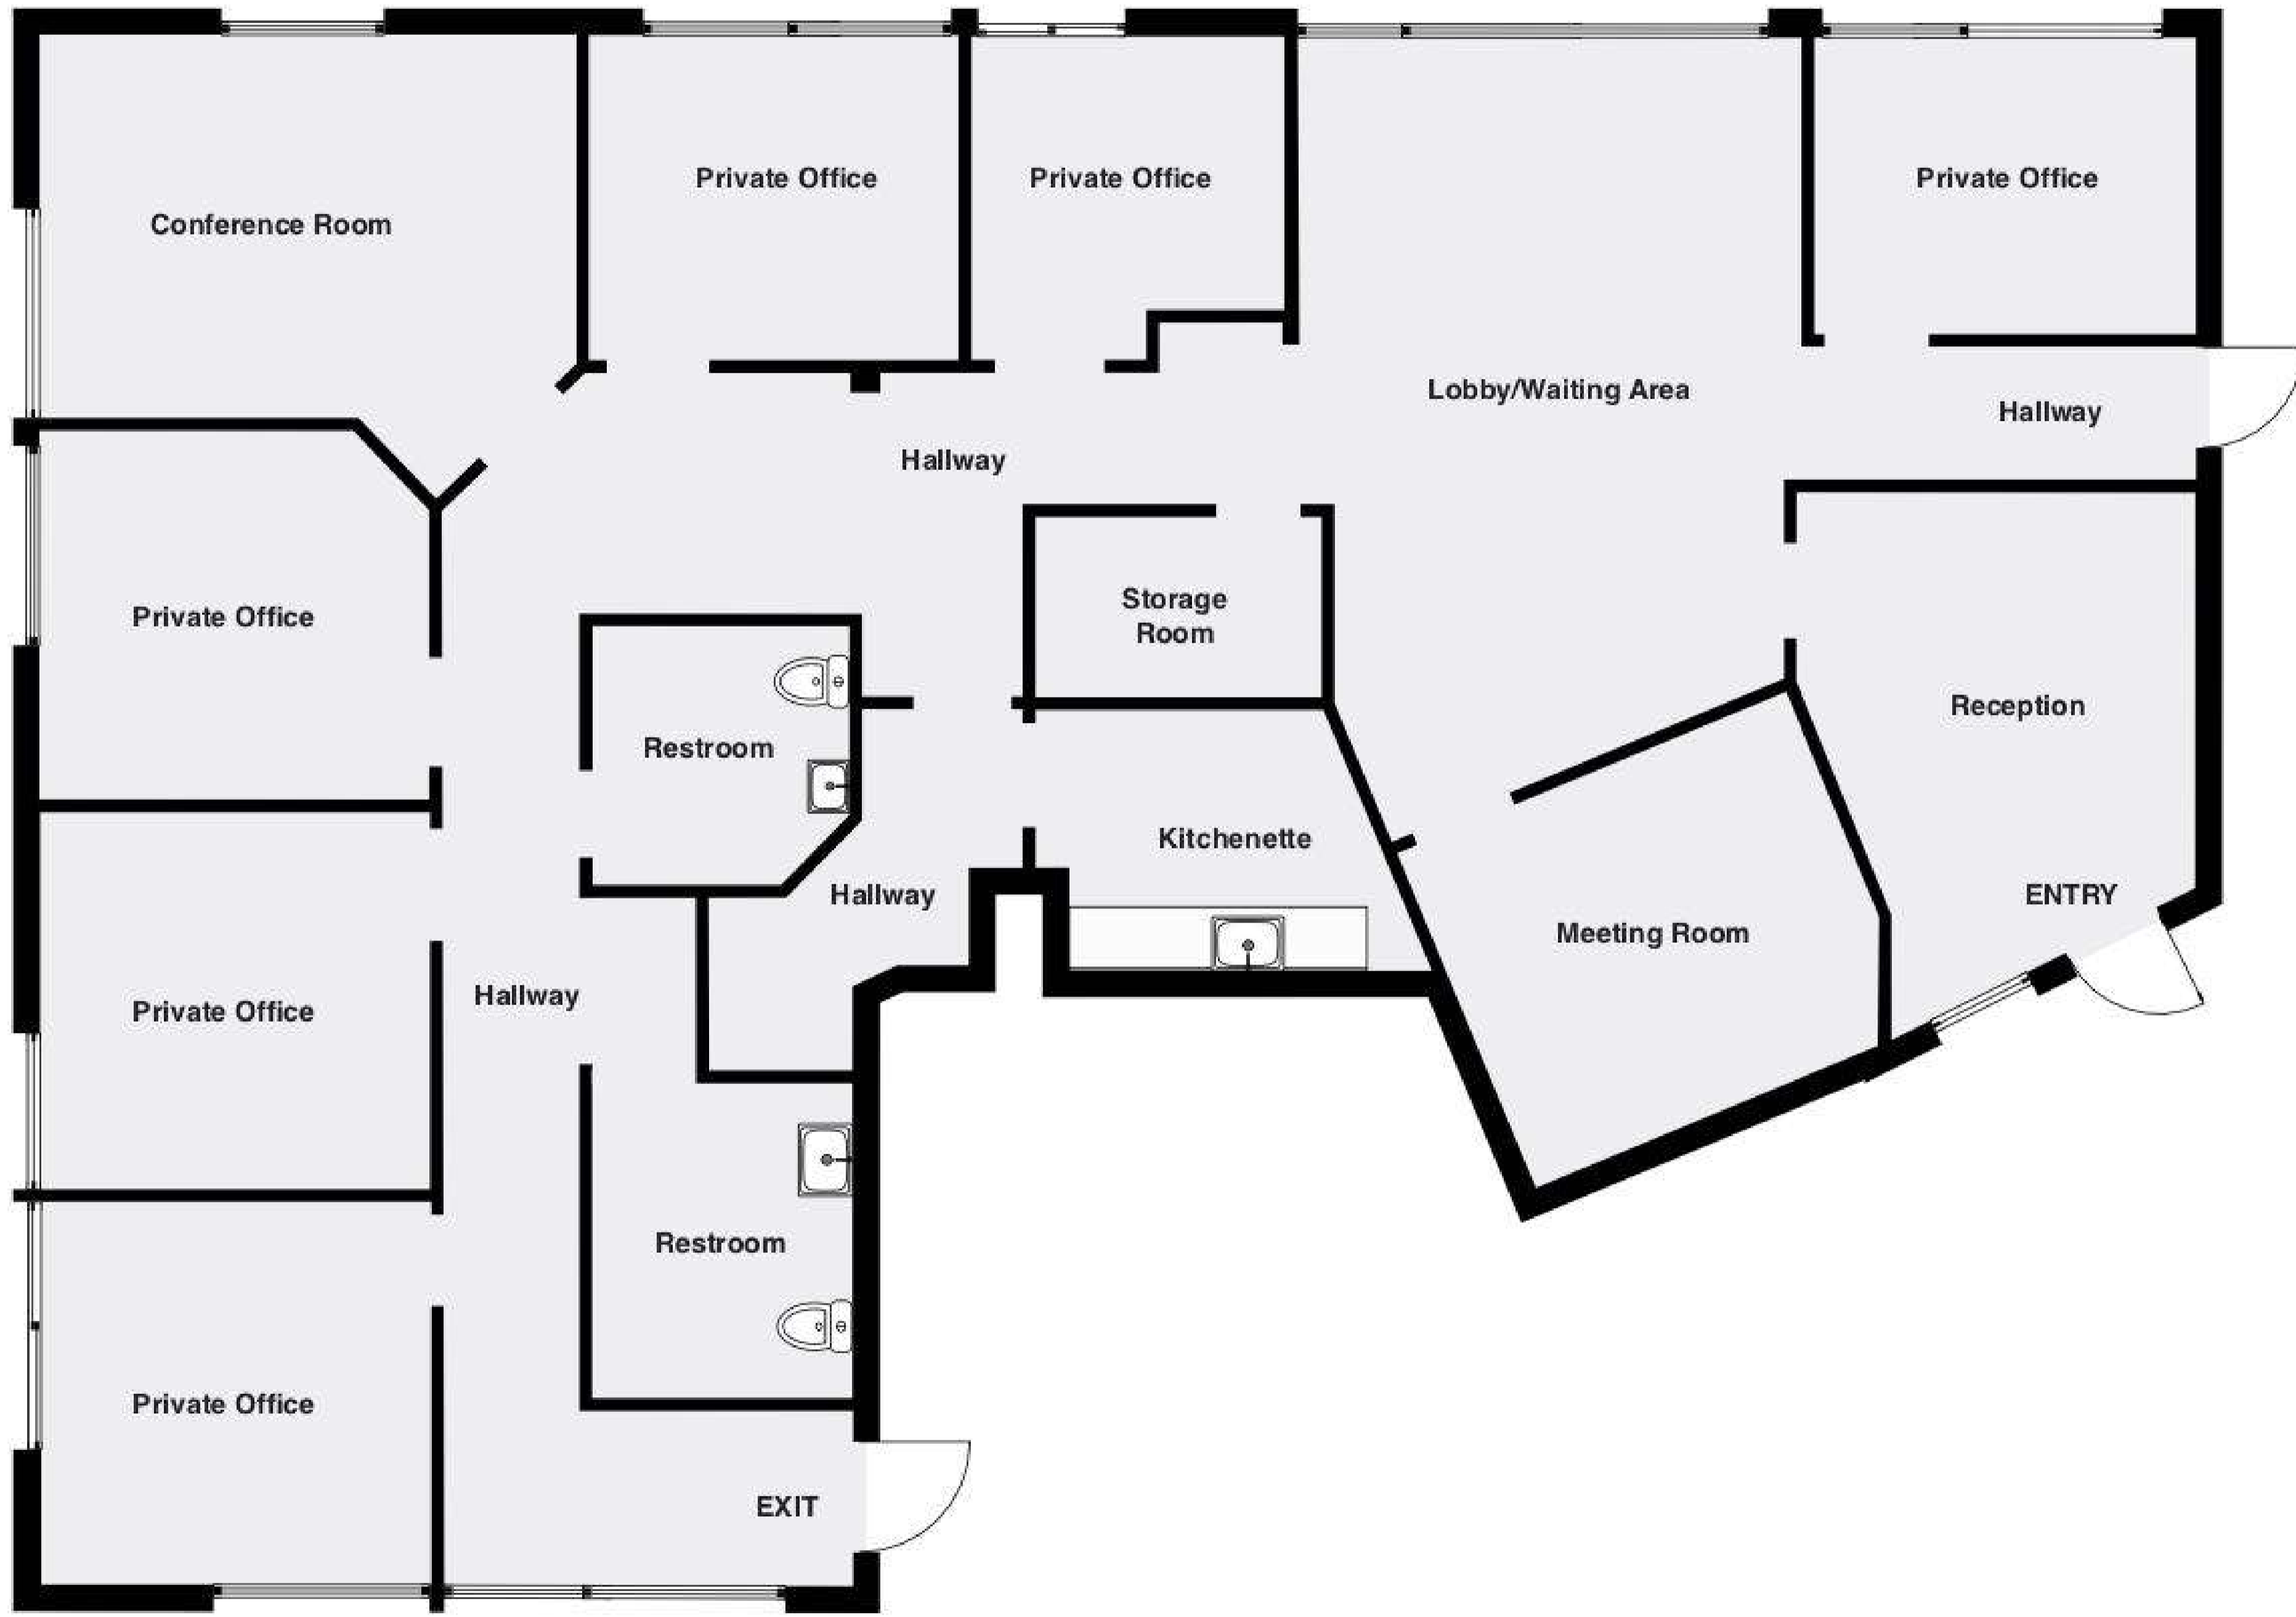 Private Office
Private Office
Private Office
Conference Room
Lobby/Waiting Area
Hallway
Hallway
Storage
Room
Private Office
Reception
Restroom
Kitchenette
Hallway
ENTRY
Meeting Room
Hallway
Private Office
Restroom
Private Office
EXIT